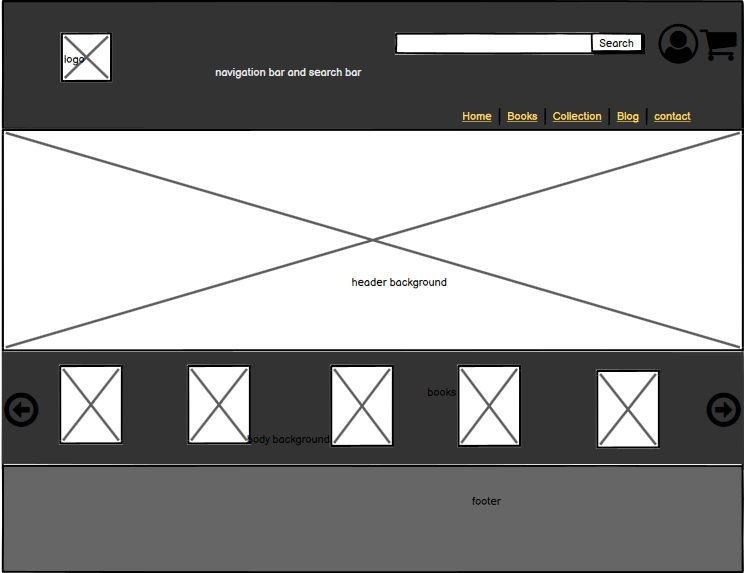 Search
logo
navigation bar and search bar
Home Books Collection Blog contact
header background
books
body background
footer